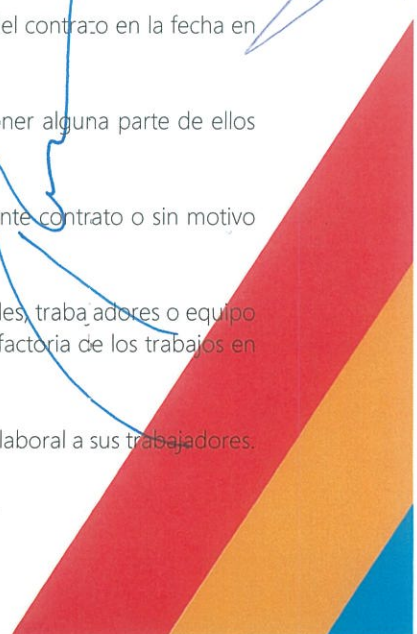 el contrato en la fecha en
ner alguna parte de ellos
nte contrato o sin motivo
les, trabajadores o equipo
factoria de los trabajos en
laboral a sus trabajadores.